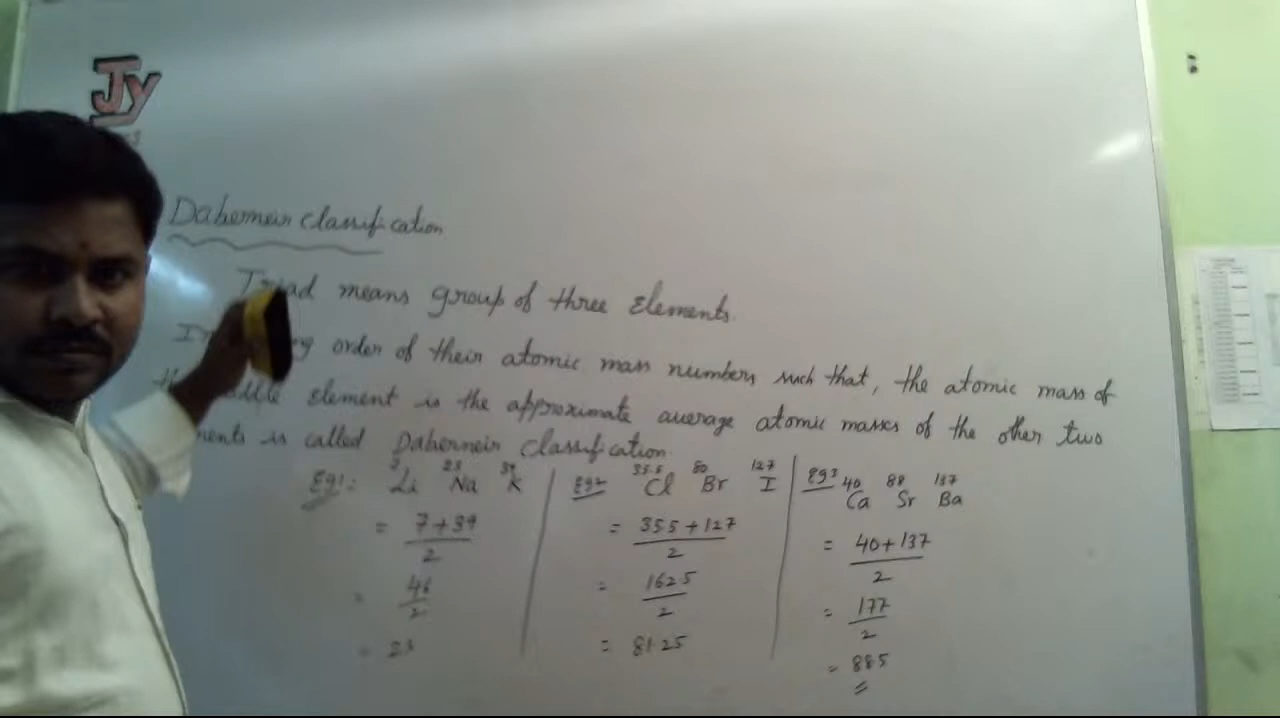 Jy
Daberneir classification
Triad means group of three Elements.
order of their atomic mass numbers such that, the atomic mass of
element is the approximate average atomic masses of the other two
is called Daberneir Classification.
Eg1: 7 Li 23 Na 39 K
= 7+39
2
= 46
2
= 23
Eg2 35.5 Cl 80 Br 127 I
= 35.5+127
2
= 162.5
2
= 81.25
Eg3 40 Ca 88 Sr 137 Ba
= 40+137
2
= 177
2
= 88.5